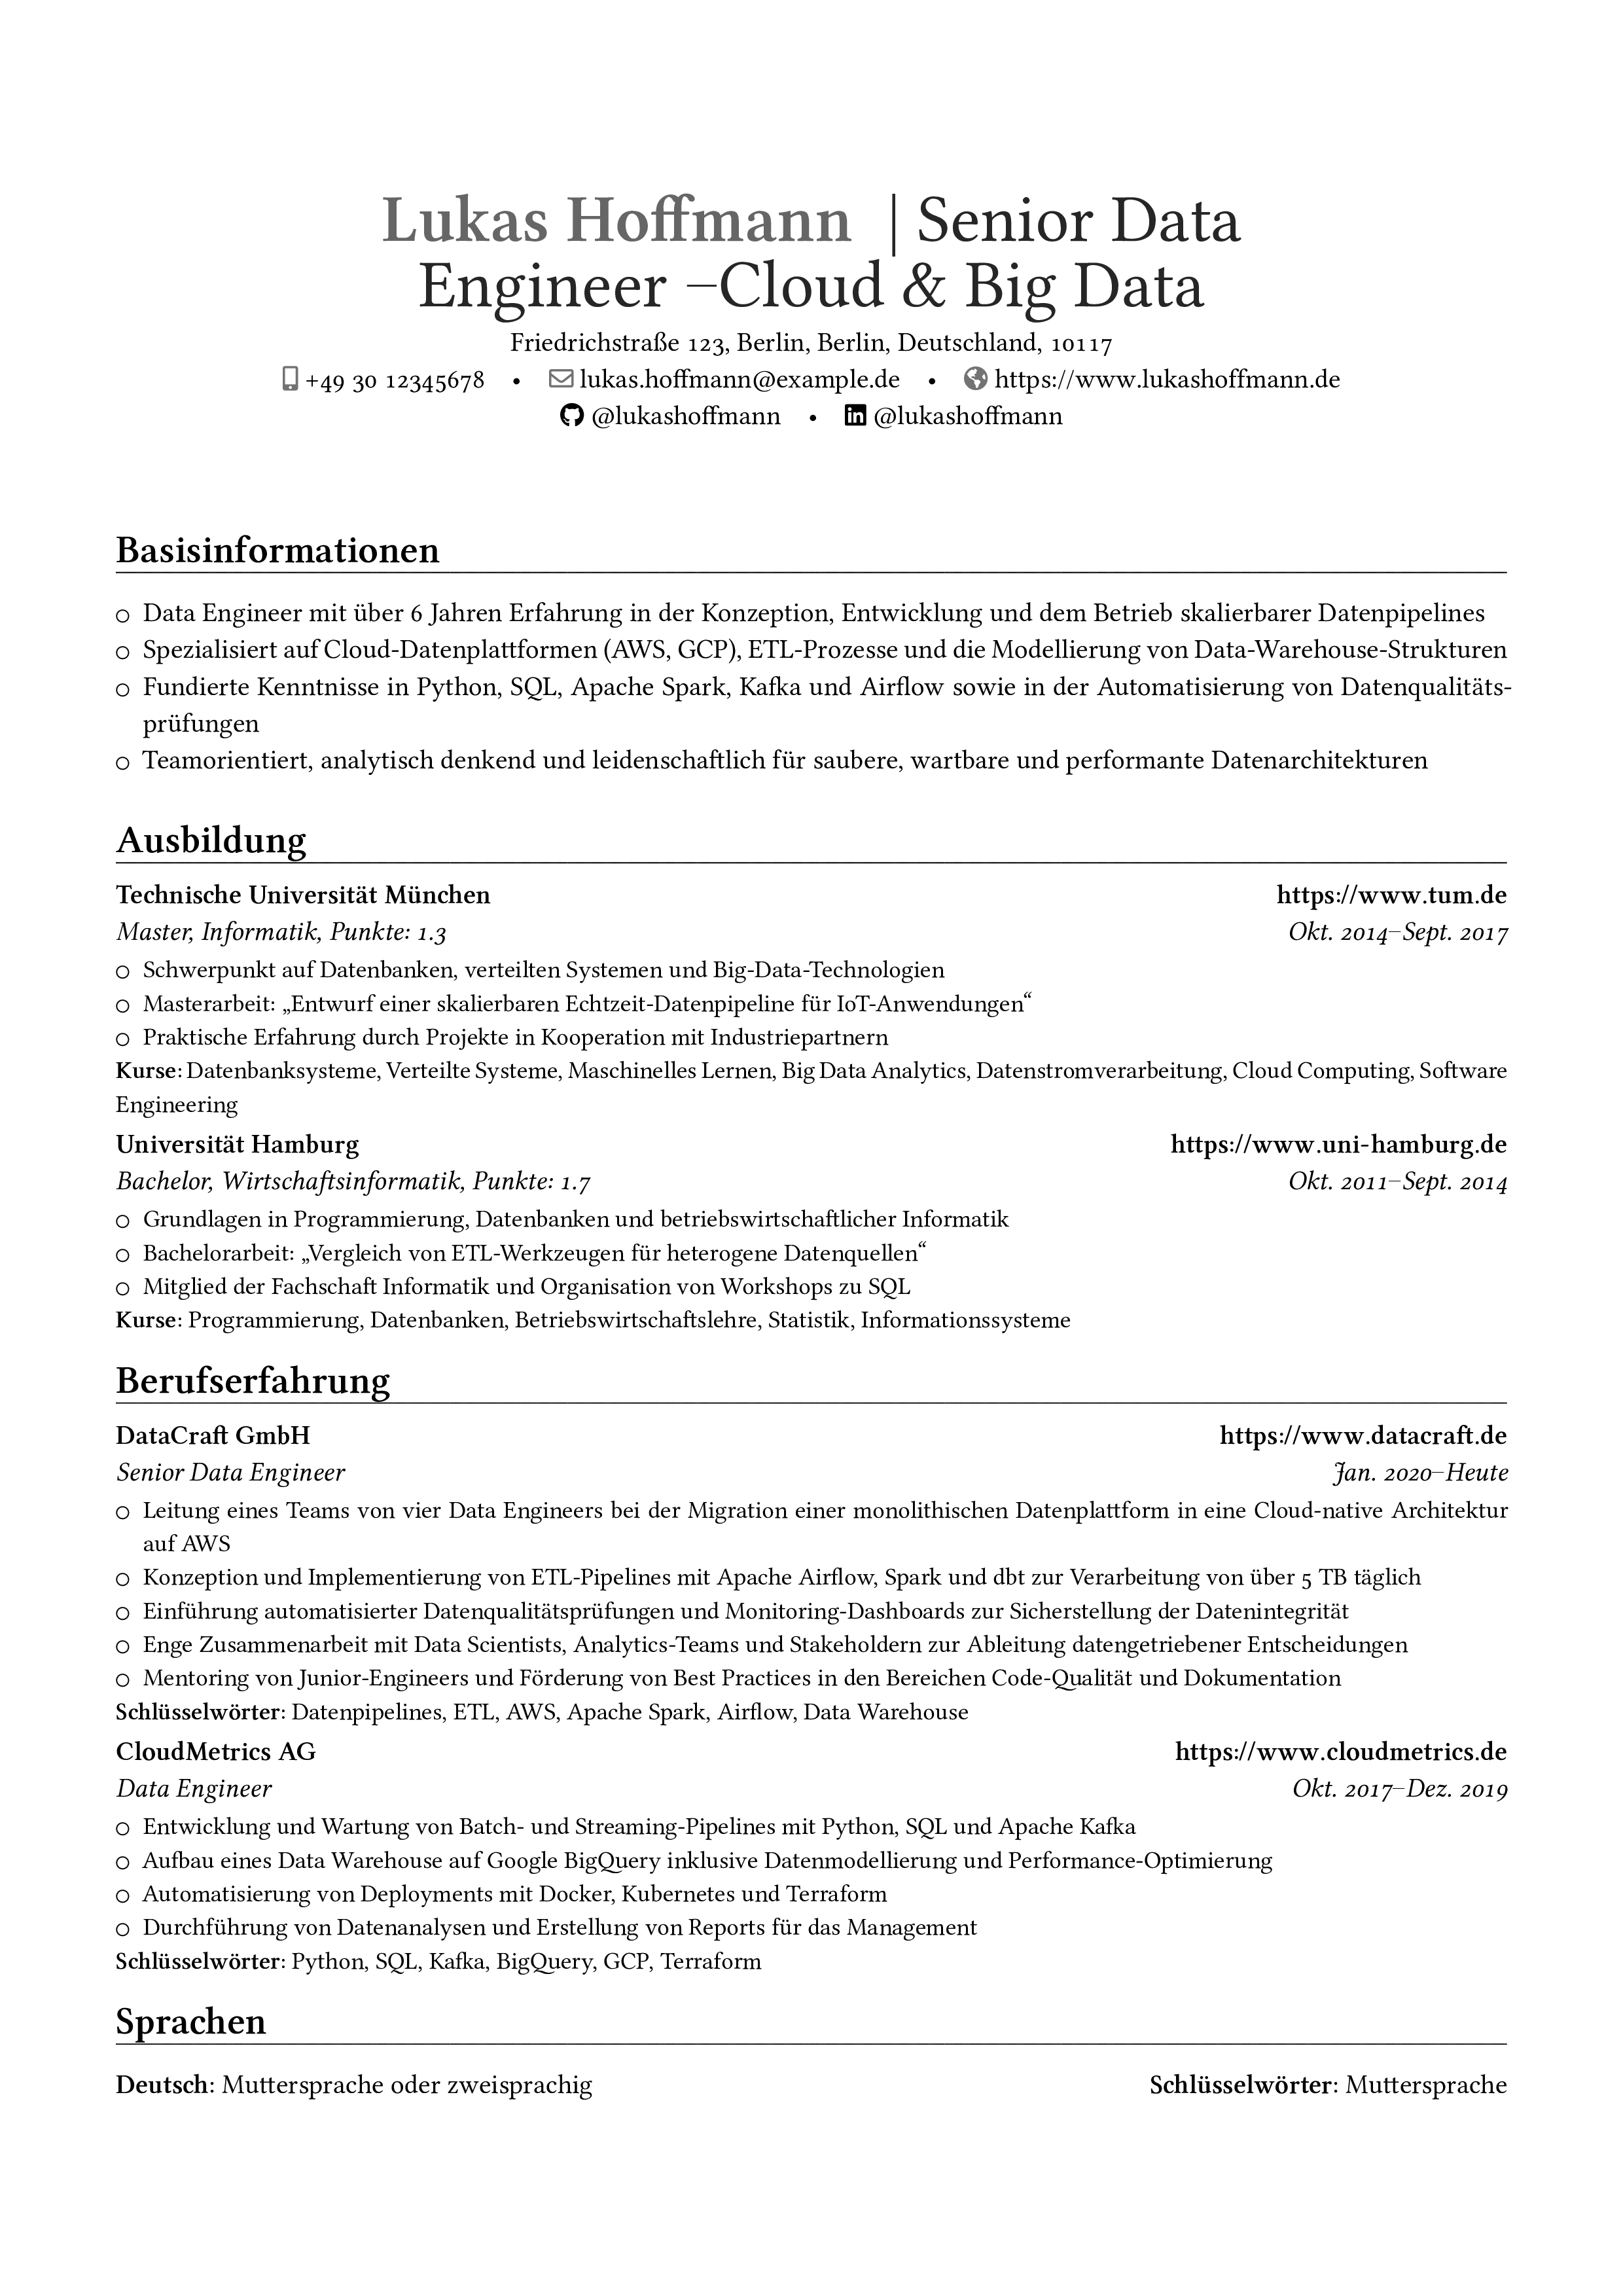 Lukas Hoffmann | Senior Data
Engineer –Cloud & Big Data
Friedrichstraße 123, Berlin, Berlin, Deutschland, 10117
+49 30 12345678 • lukas.hoffmann@example.de • https://www.lukashoffmann.de
@lukashoffmann • @lukashoffmann
Basisinformationen
○ Data Engineer mit über 6 Jahren Erfahrung in der Konzeption, Entwicklung und dem Betrieb skalierbarer Datenpipelines
○ Spezialisiert auf Cloud-Datenplattformen (AWS, GCP), ETL-Prozesse und die Modellierung von Data-Warehouse-Strukturen
○ Fundierte Kenntnisse in Python, SQL, Apache Spark, Kafka und Airflow sowie in der Automatisierung von Datenqualitäts-
prüfungen
○ Teamorientiert, analytisch denkend und leidenschaftlich für saubere, wartbare und performante Datenarchitekturen
Ausbildung
Technische Universität München https://www.tum.de
Master, Informatik, Punkte: 1.3 Okt. 2014–Sept. 2017
○ Schwerpunkt auf Datenbanken, verteilten Systemen und Big-Data-Technologien
○ Masterarbeit: „Entwurf einer skalierbaren Echtzeit-Datenpipeline für IoT-Anwendungen“
○ Praktische Erfahrung durch Projekte in Kooperation mit Industriepartnern
Kurse: Datenbanksysteme, Verteilte Systeme, Maschinelles Lernen, Big Data Analytics, Datenstromverarbeitung, Cloud Computing, Software
Engineering
Universität Hamburg https://www.uni-hamburg.de
Bachelor, Wirtschaftsinformatik, Punkte: 1.7 Okt. 2011–Sept. 2014
○ Grundlagen in Programmierung, Datenbanken und betriebswirtschaftlicher Informatik
○ Bachelorarbeit: „Vergleich von ETL-Werkzeugen für heterogene Datenquellen“
○ Mitglied der Fachschaft Informatik und Organisation von Workshops zu SQL
Kurse: Programmierung, Datenbanken, Betriebswirtschaftslehre, Statistik, Informationssysteme
Berufserfahrung
DataCraft GmbH https://www.datacraft.de
Senior Data Engineer Jan. 2020–Heute
○ Leitung eines Teams von vier Data Engineers bei der Migration einer monolithischen Datenplattform in eine Cloud-native Architektur
auf AWS
○ Konzeption und Implementierung von ETL-Pipelines mit Apache Airflow, Spark und dbt zur Verarbeitung von über 5 TB täglich
○ Einführung automatisierter Datenqualitätsprüfungen und Monitoring-Dashboards zur Sicherstellung der Datenintegrität
○ Enge Zusammenarbeit mit Data Scientists, Analytics-Teams und Stakeholdern zur Ableitung datengetriebener Entscheidungen
○ Mentoring von Junior-Engineers und Förderung von Best Practices in den Bereichen Code-Qualität und Dokumentation
Schlüsselwörter: Datenpipelines, ETL, AWS, Apache Spark, Airflow, Data Warehouse
CloudMetrics AG https://www.cloudmetrics.de
Data Engineer Okt. 2017–Dez. 2019
○ Entwicklung und Wartung von Batch- und Streaming-Pipelines mit Python, SQL und Apache Kafka
○ Aufbau eines Data Warehouse auf Google BigQuery inklusive Datenmodellierung und Performance-Optimierung
○ Automatisierung von Deployments mit Docker, Kubernetes und Terraform
○ Durchführung von Datenanalysen und Erstellung von Reports für das Management
Schlüsselwörter: Python, SQL, Kafka, BigQuery, GCP, Terraform
Sprachen
Deutsch: Muttersprache oder zweisprachig Schlüsselwörter: Muttersprache